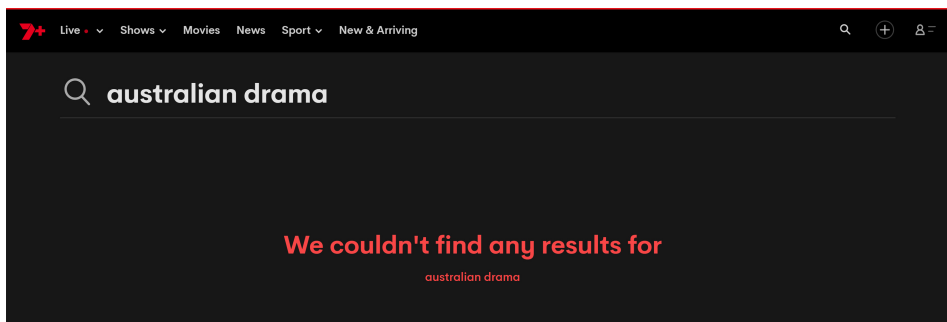 7+ Live Shows Movies News Sport New & Arriving
australian drama
We couldn't find any results for
australian drama